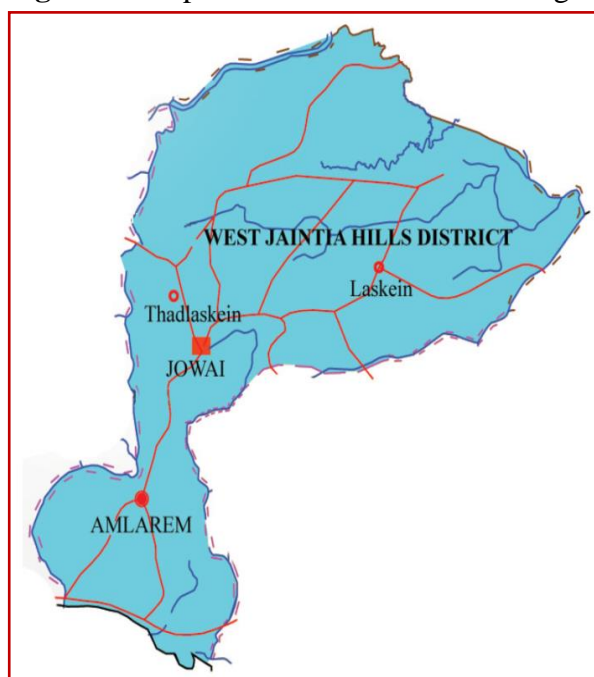 WEST JAINTIA HILLS DISTRICT
Laskein
Thadlaskein
JOWAI
AMLAREM